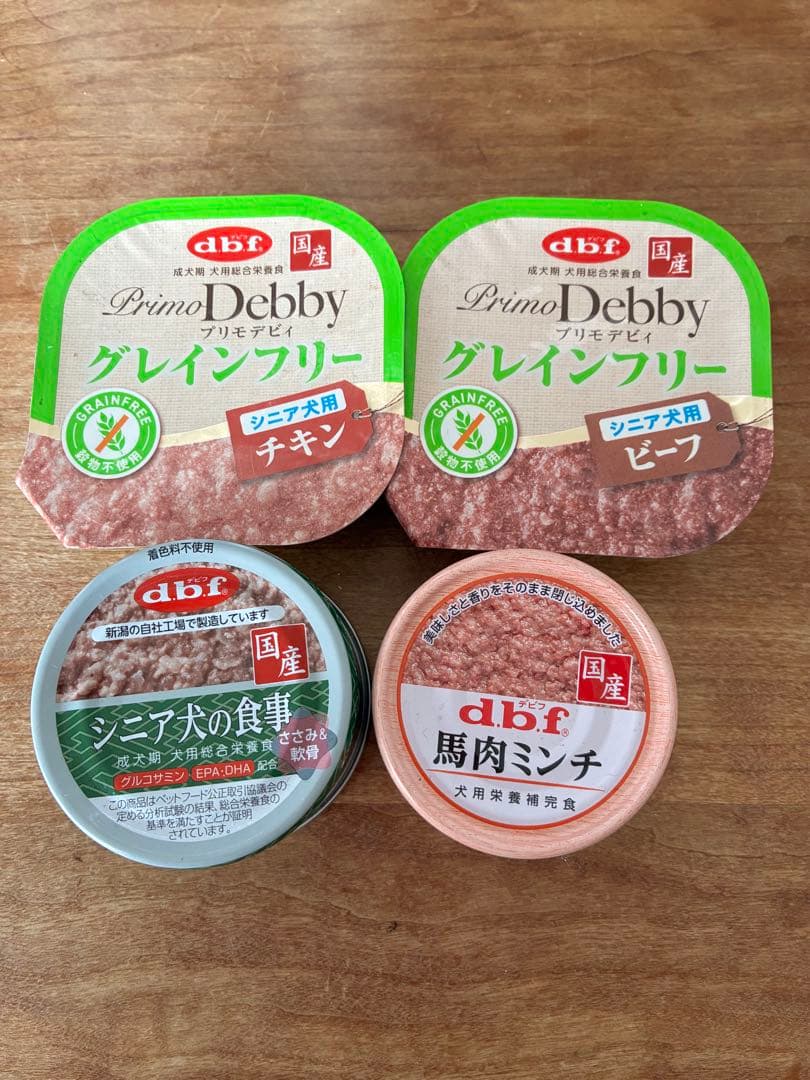 デビフ
d.b.f
国産
成犬期 犬用総合栄養食
Primo Debby
プリモデビィ
グレインフリー
GRAINFREE
穀物不使用
シニア犬用
チキン
デビフ
d.b.f
国産
成犬期 犬用総合栄養食
Primo Debby
プリモデビィ
グレインフリー
GRAINFREE
穀物不使用
シニア犬用
ビーフ
着色料不使用
デビフ
d.b.f
新潟の自社工場で製造しています
国産
シニア犬の食事
ささみ&
軟骨
成犬期 犬用総合栄養食
グルコサミン EPA・DHA 配合
この商品はペットフード公正取引協議会の
定める分析試験の結果、総合栄養食の
基準を満たすことが証明
されています。
美味しさと香りをそのまま閉じ込めました
国産
デビフ
d.b.f®
馬肉ミンチ
犬用栄養補完食